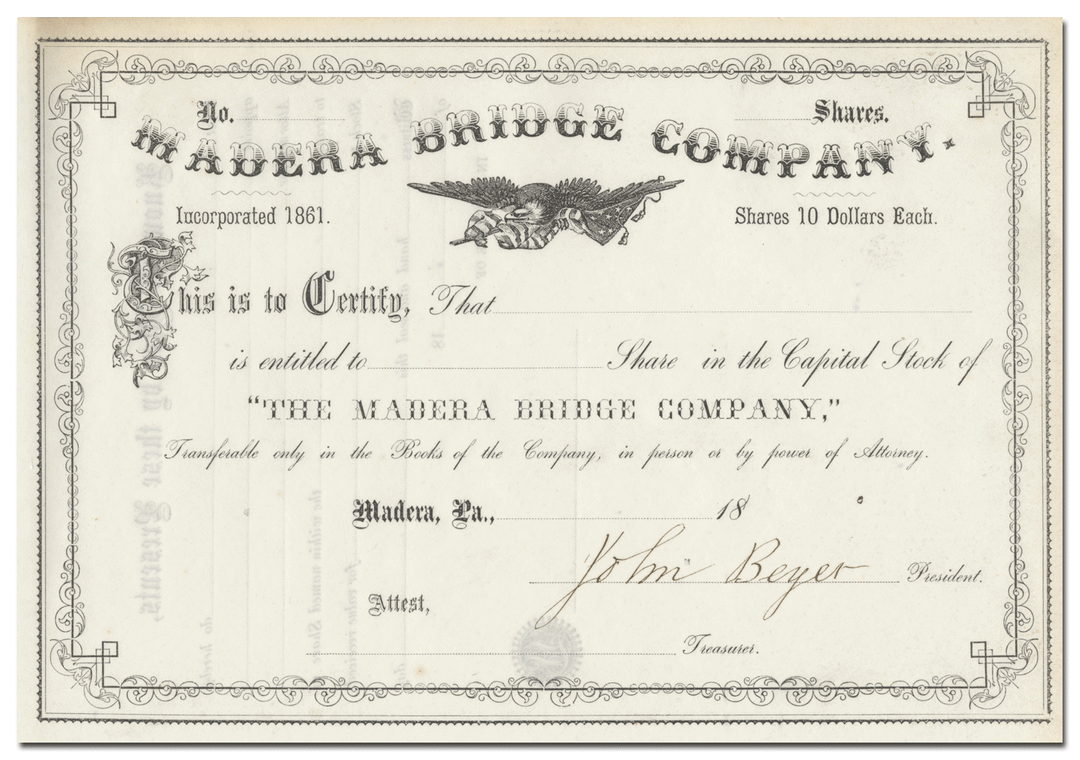 No. Shares.
MADERA BRIDGE COMPANY.
Incorporated 1861. Shares 10 Dollars Each.
This is to Certify, That
is entitled to Share in the Capital Stock of
"THE MADERA BRIDGE COMPANY,"
Transferable only in the Books of the Company, in person or by power of Attorney.
Madera, Pa., 18
John Beyer President.
Attest,
Treasurer.